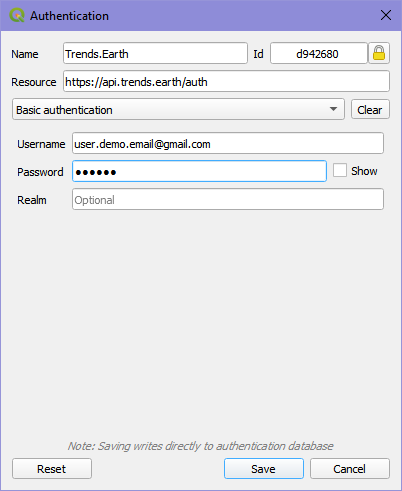 Authentication
Name Trends.Earth Id d942680
Resource https://api.trends.earth/auth
Basic authentication Clear
Username user.demo.email@gmail.com
Password ●●●●●● Show
Realm Optional
Note: Saving writes directly to authentication database
Reset Save Cancel